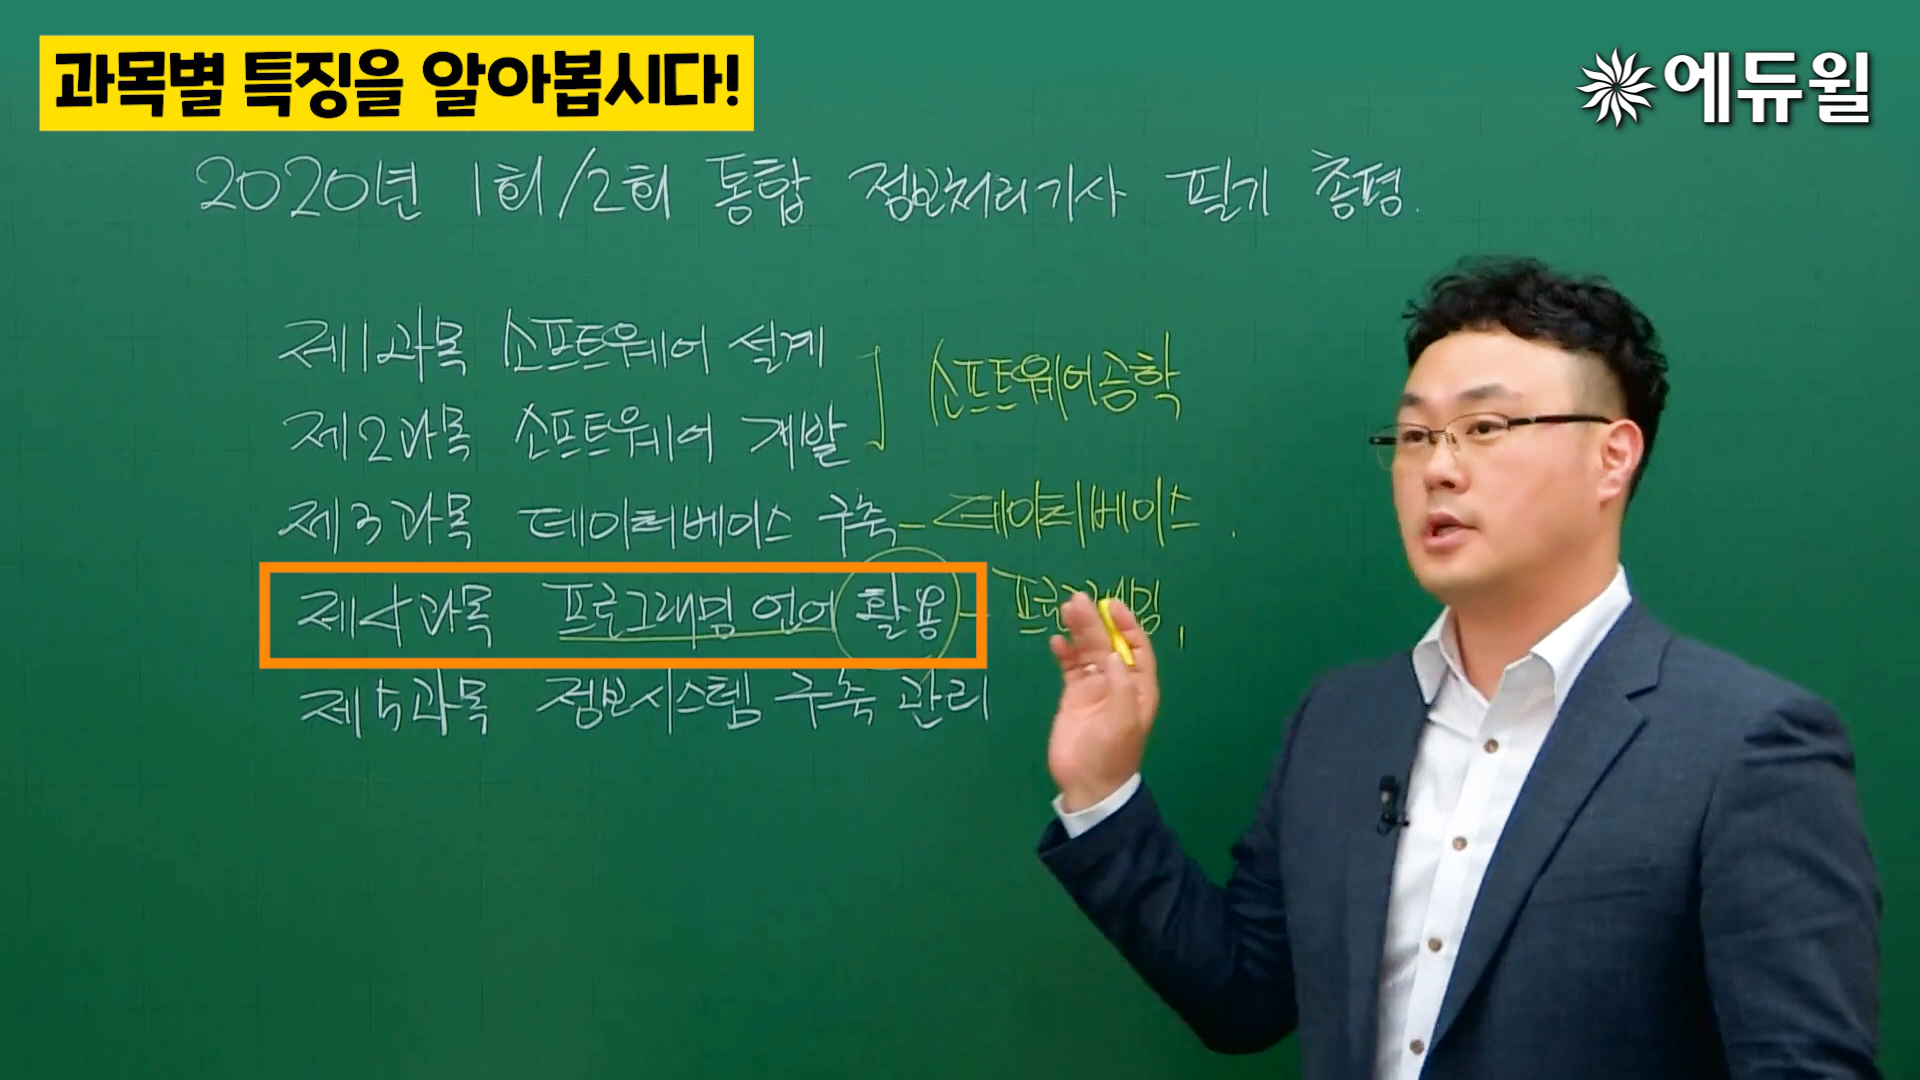 과목별 특징을 알아봅시다!
에듀윌
2020년 1회/2회 통합 정보처리기사 필기 총평.
제1과목 소프트웨어 설계
제2과목 소프트웨어 개발
소프트웨어공학
제3과목 데이터베이스 구축 - 데이터베이스.
제4과목 프로그래밍 언어 활용 - 프로그래밍
제5과목 정보시스템 구축 관리